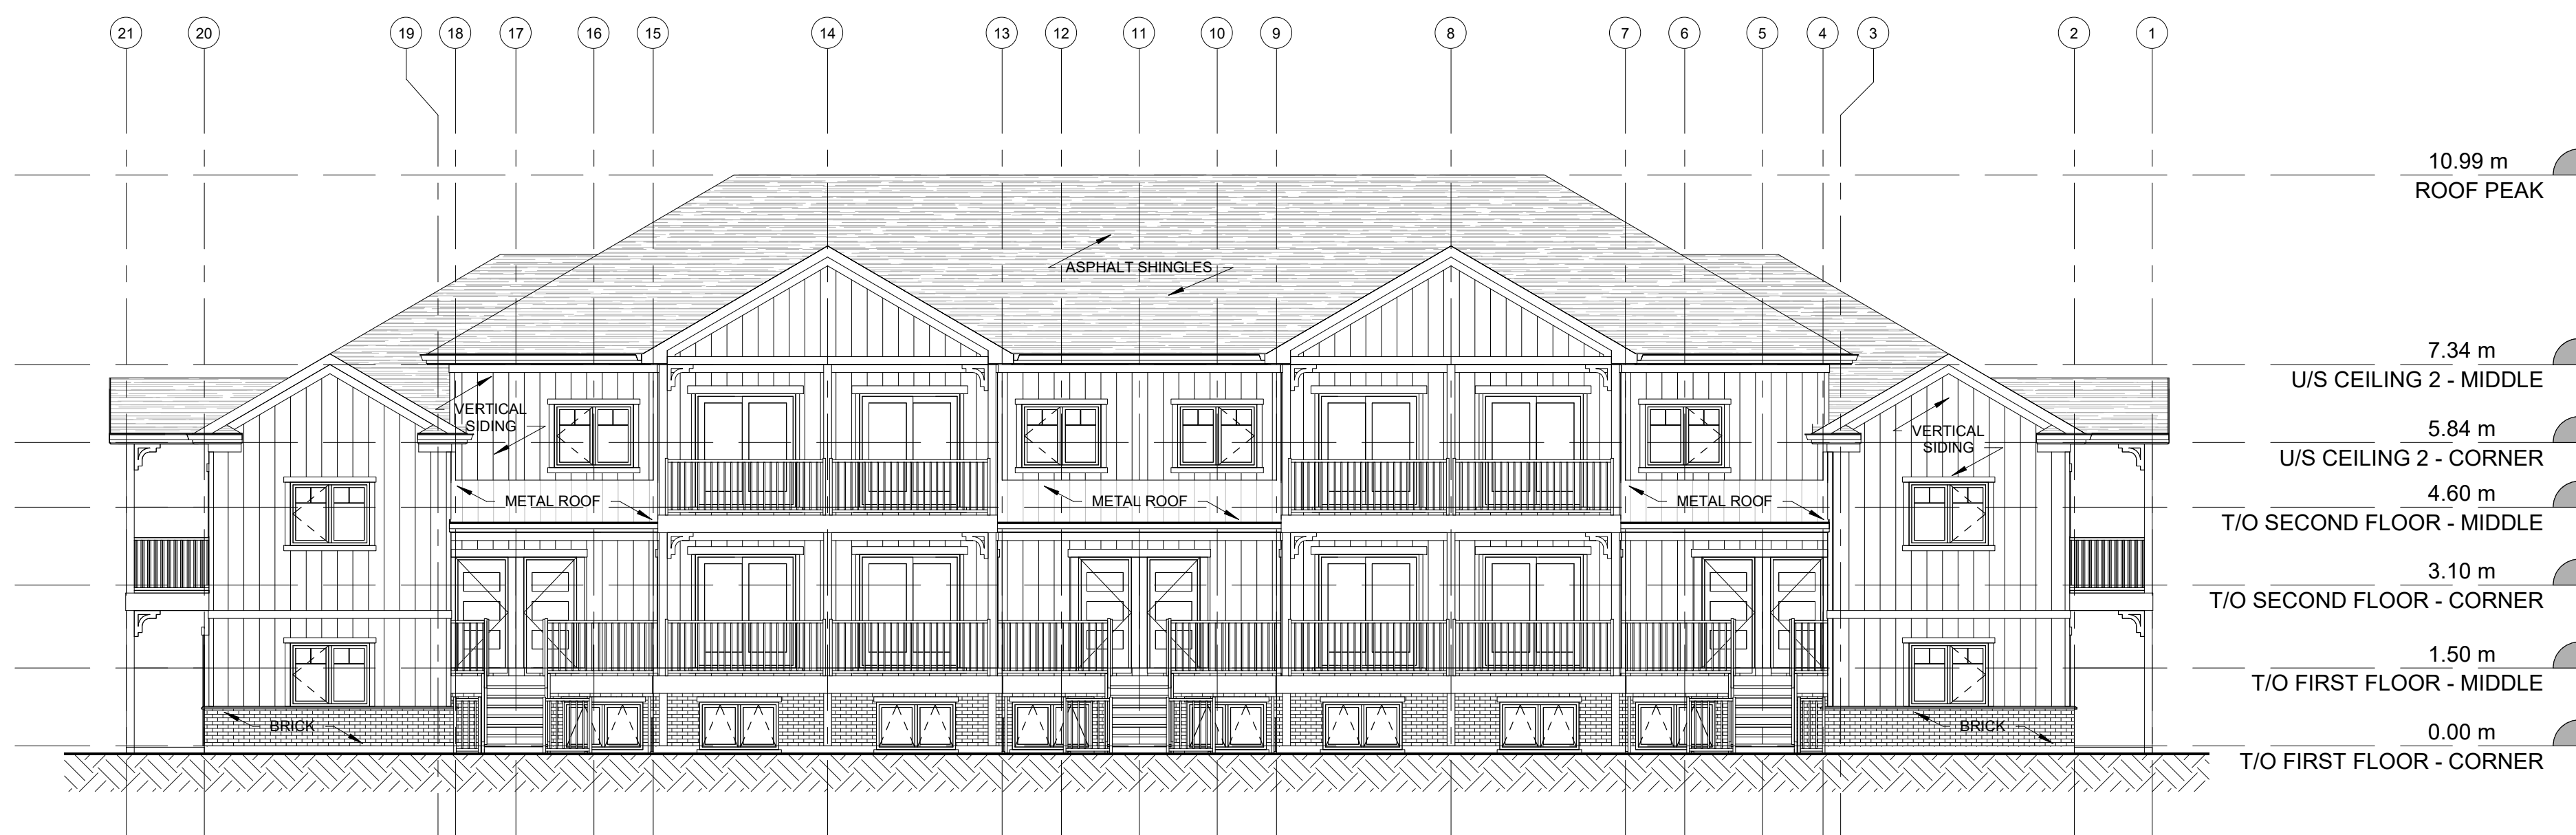 21 20 19 18 17 16 15 14 13 12 11 10 9 8 7 6 5 4 3 2 1
10.99 m
ROOF PEAK
ASPHALT SHINGLES
7.34 m
U/S CEILING 2 - MIDDLE
VERTICAL
SIDING
VERTICAL
SIDING
5.84 m
U/S CEILING 2 - CORNER
METAL ROOF
METAL ROOF
METAL ROOF
4.60 m
T/O SECOND FLOOR - MIDDLE
3.10 m
T/O SECOND FLOOR - CORNER
1.50 m
T/O FIRST FLOOR - MIDDLE
BRICK
BRICK
0.00 m
T/O FIRST FLOOR - CORNER